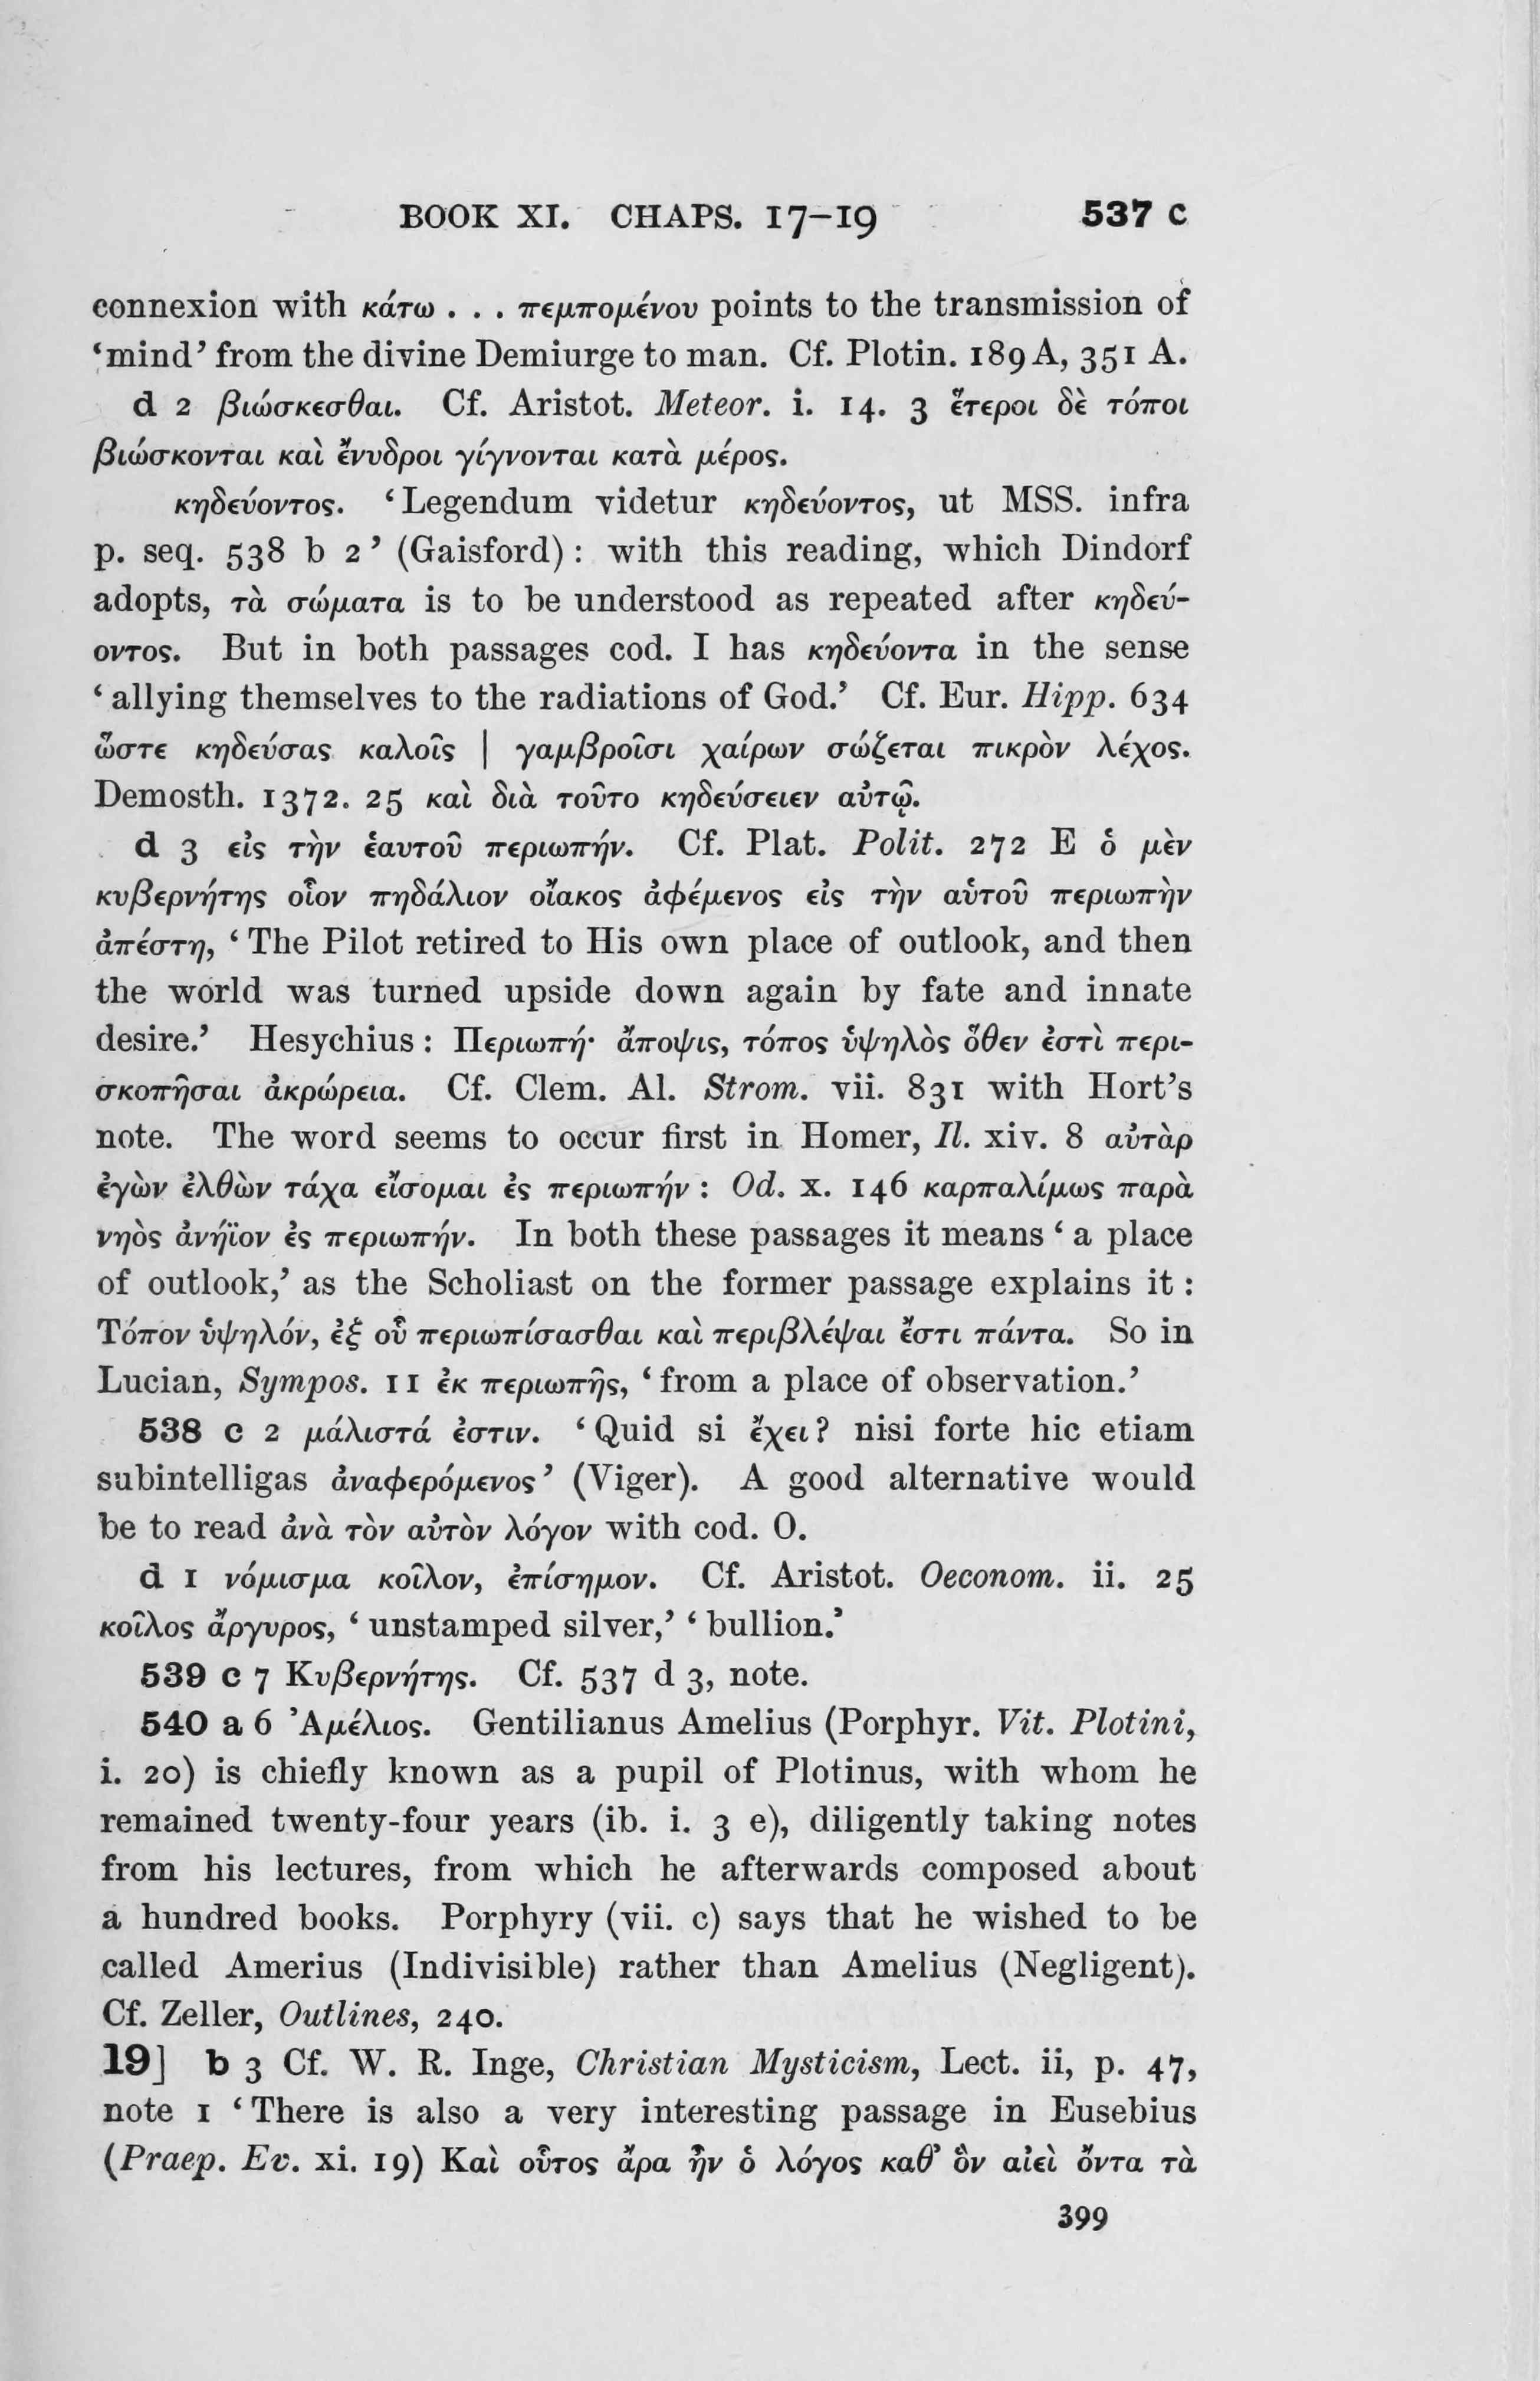 BOOK XI. CHAPS. 17–19 537 c
connexion with κάτω . . . πεμπομένου points to the transmission of
‘mind’ from the divine Demiurge to man. Cf. Plotin. 189 A, 351 A.
d 2 βιώσκεσθαι. Cf. Aristot. Meteor. i. 14. 3 ἕτεροι δὲ τόποι
βιώσκονται καὶ ἔνυδροι γίγνονται κατὰ μέρος.
κηδεύοντος. ‘Legendum videtur κηδεύοντος, ut MSS. infra
p. seq. 538 b 2’ (Gaisford): with this reading, which Dindorf
adopts, τὰ σώματα is to be understood as repeated after κηδεύ-
οντος. But in both passages cod. I has κηδεύοντα in the sense
‘allying themselves to the radiations of God.’ Cf. Eur. Hipp. 634
ὥστε κηδεύσας καλοῖς | γαμβροῖσι χαίρων σώζεται πικρὸν λέχος.
Demosth. 1372. 25 καὶ διὰ τοῦτο κηδεύσειεν αὐτῷ.
d 3 εἰς τὴν ἑαυτοῦ περιωπήν. Cf. Plat. Polit. 272 E ὁ μὲν
κυβερνήτης οἷον πηδάλιον οἴακος ἀφέμενος εἰς τὴν αὑτοῦ περιωπὴν
ἀπέστη, ‘The Pilot retired to His own place of outlook, and then
the world was turned upside down again by fate and innate
desire.’ Hesychius: Περιωπή· ἄποψις, τόπος ὑψηλὸς ὅθεν ἐστὶ περι-
σκοπῆσαι ἀκρώρεια. Cf. Clem. Al. Strom. vii. 831 with Hort’s
note. The word seems to occur first in Homer, Il. xiv. 8 αὐτὰρ
ἐγὼν ἐλθὼν τάχα εἴσομαι ἐς περιωπήν: Od. x. 146 καρπαλίμως παρὰ
νηὸς ἀνήϊον ἐς περιωπήν. In both these passages it means ‘a place
of outlook,’ as the Scholiast on the former passage explains it:
Τόπον ὑψηλόν, ἐξ οὗ περιωπίσασθαι καὶ περιβλέψαι ἔστι πάντα. So in
Lucian, Sympos. 11 ἐκ περιωπῆς, ‘from a place of observation.’
538 c 2 μάλιστά ἐστιν. ‘Quid si ἔχει? nisi forte hic etiam
subintelligas ἀναφερόμενος’ (Viger). A good alternative would
be to read ἀνὰ τὸν αὐτὸν λόγον with cod. O.
d 1 νόμισμα κοῖλον, ἐπίσημον. Cf. Aristot. Oeconom. ii. 25
κοῖλος ἄργυρος, ‘unstamped silver,’ ‘bullion.’
539 c 7 Κυβερνήτης. Cf. 537 d 3, note.
540 a 6 Ἀμέλιος. Gentilianus Amelius (Porphyr. Vit. Plotini,
i. 20) is chiefly known as a pupil of Plotinus, with whom he
remained twenty-four years (ib. i. 3 e), diligently taking notes
from his lectures, from which he afterwards composed about
a hundred books. Porphyry (vii. c) says that he wished to be
called Amerius (Indivisible) rather than Amelius (Negligent).
Cf. Zeller, Outlines, 240.
19] b 3 Cf. W. R. Inge, Christian Mysticism, Lect. ii, p. 47,
note 1 ‘There is also a very interesting passage in Eusebius
(Praep. Ev. xi. 19) Καὶ οὗτος ἄρα ἦν ὁ λόγος καθ’ ὃν αἰεὶ ὄντα τὰ
399